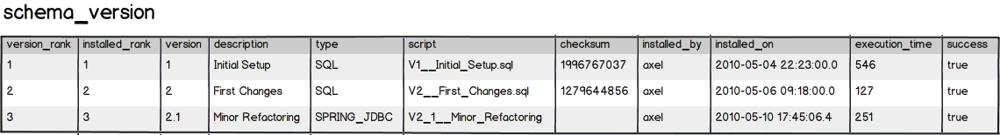 schema_version
version_rank installed_rank version description type script checksum installed_by installed_on execution_time success
1 1 1 Initial Setup SQL V1__Initial_Setup.sql 1996767037 axel 2010-05-04 22:23:00.0 546 true
2 2 2 First Changes SQL V2__First_Changes.sql 1279644856 axel 2010-05-06 09:18:00.0 127 true
3 3 2.1 Minor Refactoring SPRING_JDBC V2_1__Minor_Refactoring axel 2010-05-10 17:45:06.4 251 true